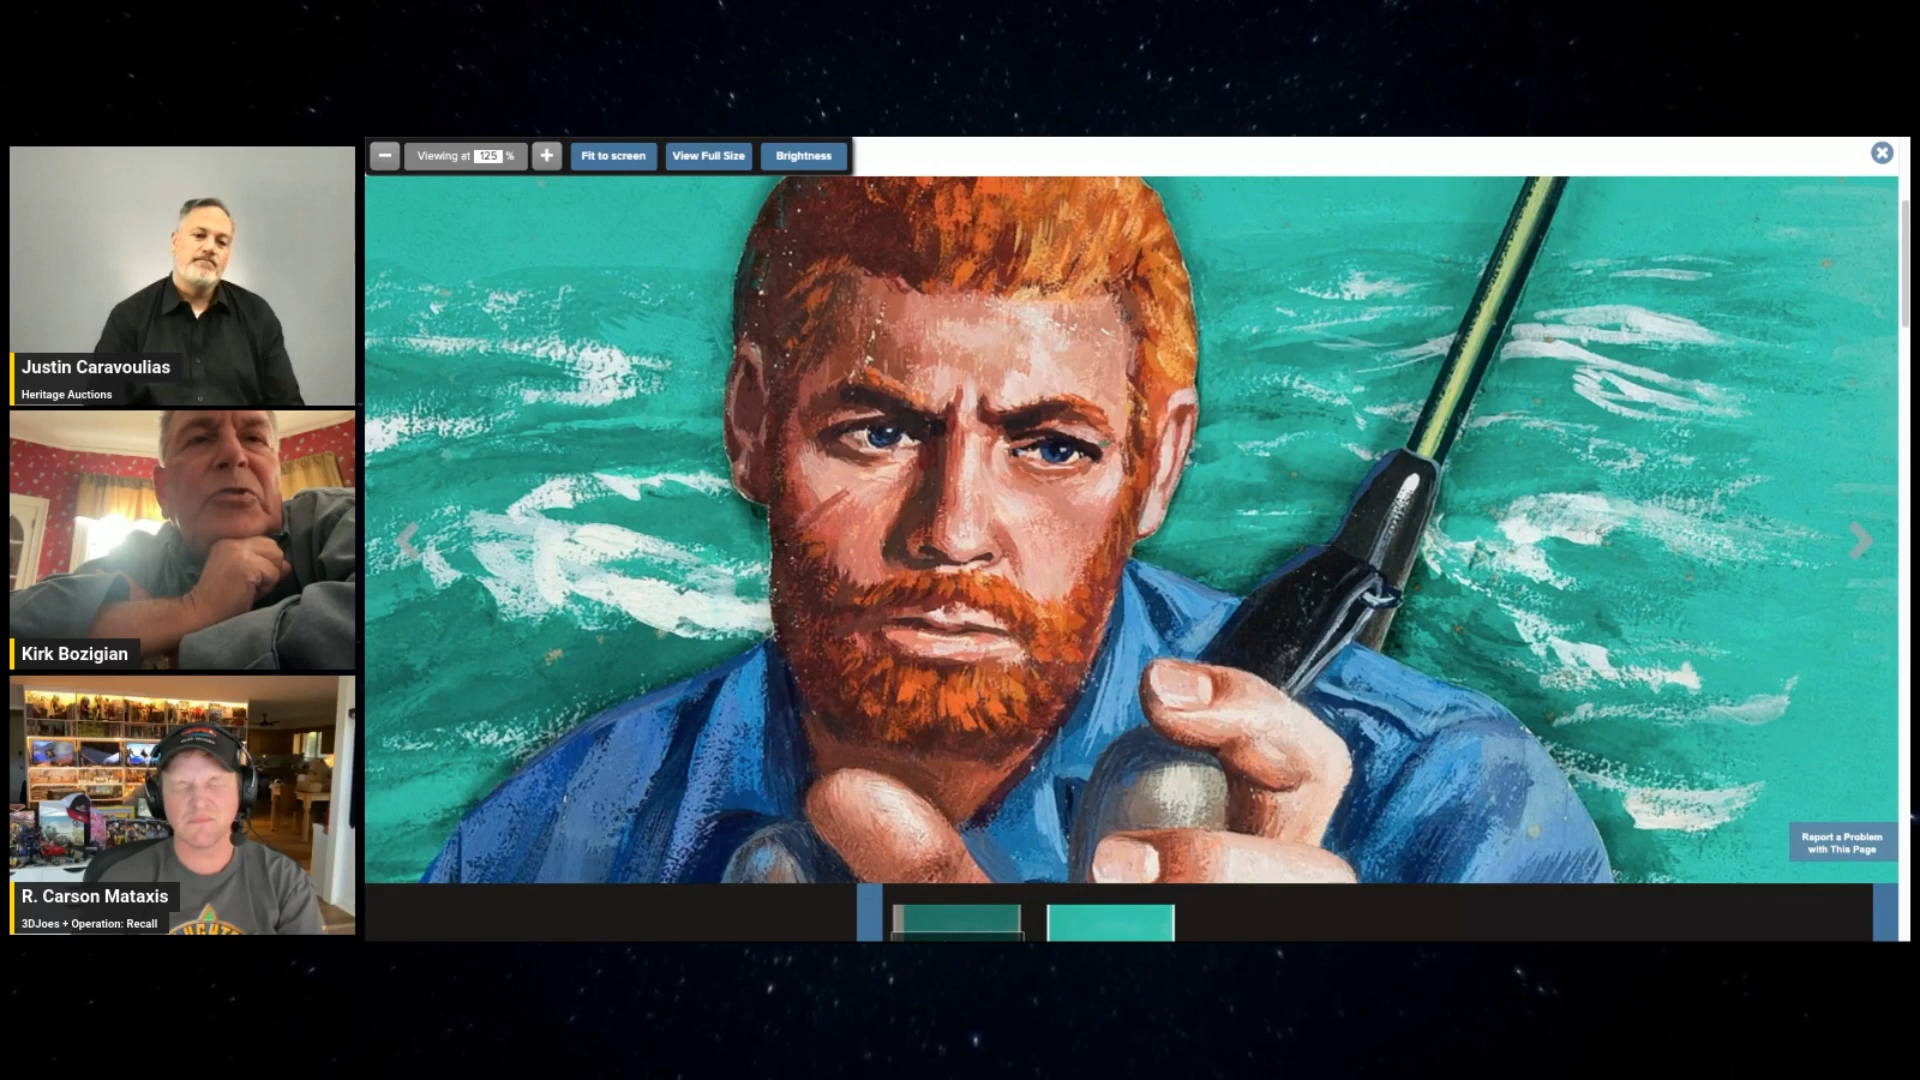 Viewing at 125 %
Fit to screen
View Full Size
Brightness
Justin Caravoulias
Heritage Auctions
Kirk Bozigian
R. Carson Mataxis
3DJoes + Operation: Recall
Report a Problem
with This Page